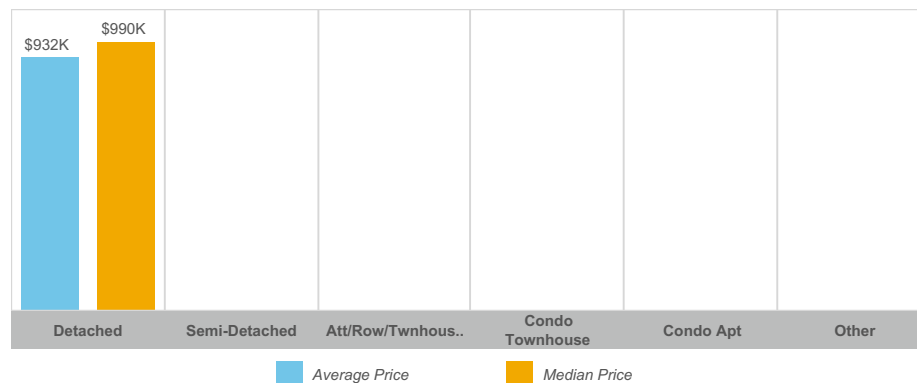 $932K
$990K
Detached
Semi-Detached
Att/Row/Twnhous..
Condo
Townhouse
Condo Apt
Other
Average Price
Median Price